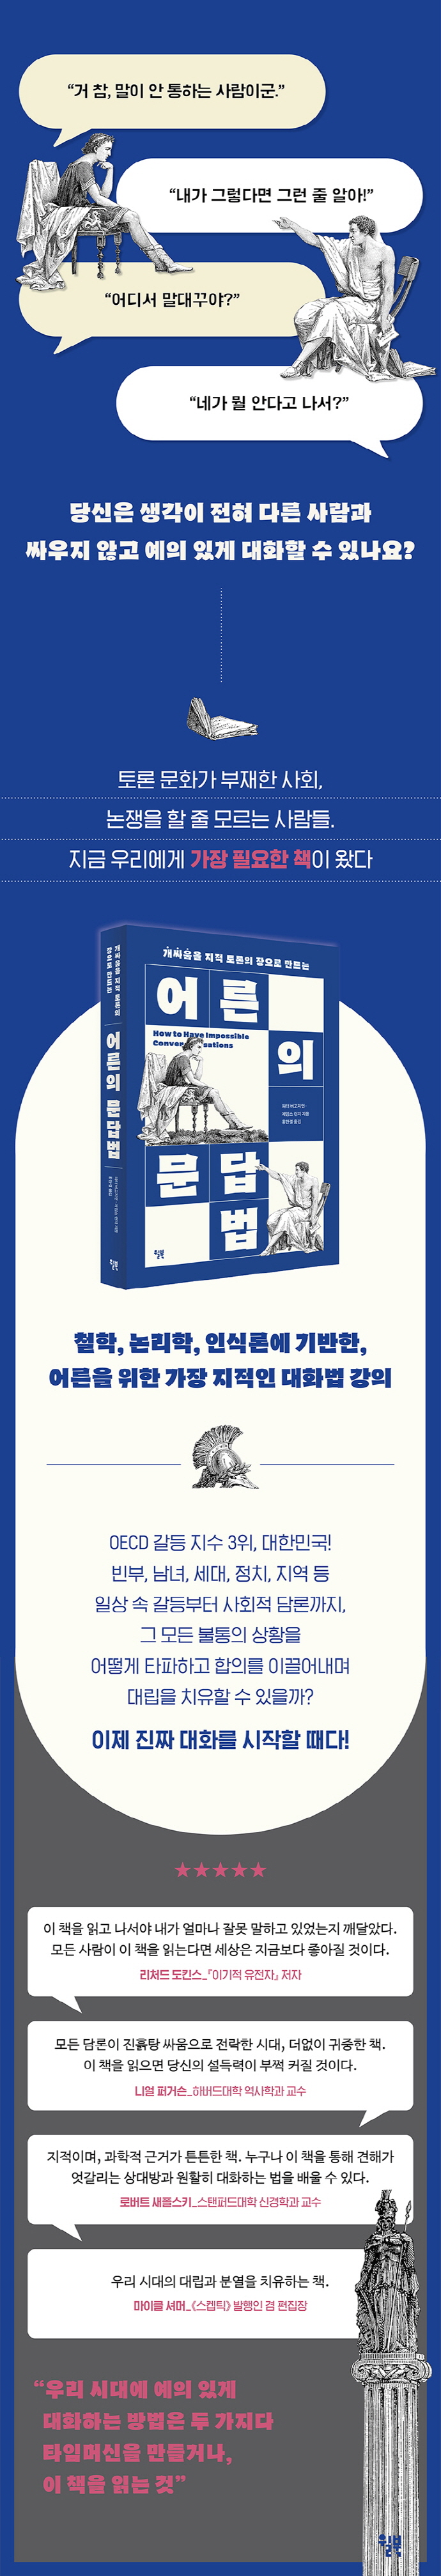 “거 참, 말이 안 통하는 사람이군.”
“내가 그렇다면 그런 줄 알아!”
“어디서 말대꾸야?”
“네가 뭘 안다고 나서?”
당신은 생각이 전혀 다른 사람과
싸우지 않고 예의 있게 대화할 수 있나요?
토론 문화가 부재한 사회,
논쟁을 할 줄 모르는 사람들.
지금 우리에게 가장 필요한 책이 왔다
개싸움을 지적 토론의 장으로 만드는
어른의 문답법
개싸움을 지적 토론의 장으로 만드는
어른
How to Have Impossible
Conversations
의
피터 버고지언·
제임스 린지 지음
홍한결 옮김
문답
법
윌북
윌북
철학, 논리학, 인식론에 기반한,
어른을 위한 가장 지적인 대화법 강의
OECD 갈등 지수 3위, 대한민국!
빈부, 남녀, 세대, 정치, 지역 등
일상 속 갈등부터 사회적 담론까지,
그 모든 불통의 상황을
어떻게 타파하고 합의를 이끌어내며
대립을 치유할 수 있을까?
이제 진짜 대화를 시작할 때다!
★★★★★
이 책을 읽고 나서야 내가 얼마나 잘못 말하고 있었는지 깨달았다.
모든 사람이 이 책을 읽는다면 세상은 지금보다 좋아질 것이다.
리처드 도킨스_『이기적 유전자』 저자
모든 담론이 진흙탕 싸움으로 전락한 시대, 더없이 귀중한 책.
이 책을 읽으면 당신의 설득력이 부쩍 커질 것이다.
니얼 퍼거슨_하버드대학 역사학과 교수
지적이며, 과학적 근거가 튼튼한 책. 누구나 이 책을 통해 견해가
엇갈리는 상대방과 원활히 대화하는 법을 배울 수 있다.
로버트 새폴스키_스탠퍼드대학 신경학과 교수
우리 시대의 대립과 분열을 치유하는 책.
마이클 셔머_《스켑틱》 발행인 겸 편집장
“우리 시대에 예의 있게
대화하는 방법은 두 가지다
타임머신을 만들거나,
이 책을 읽는 것”
윌북